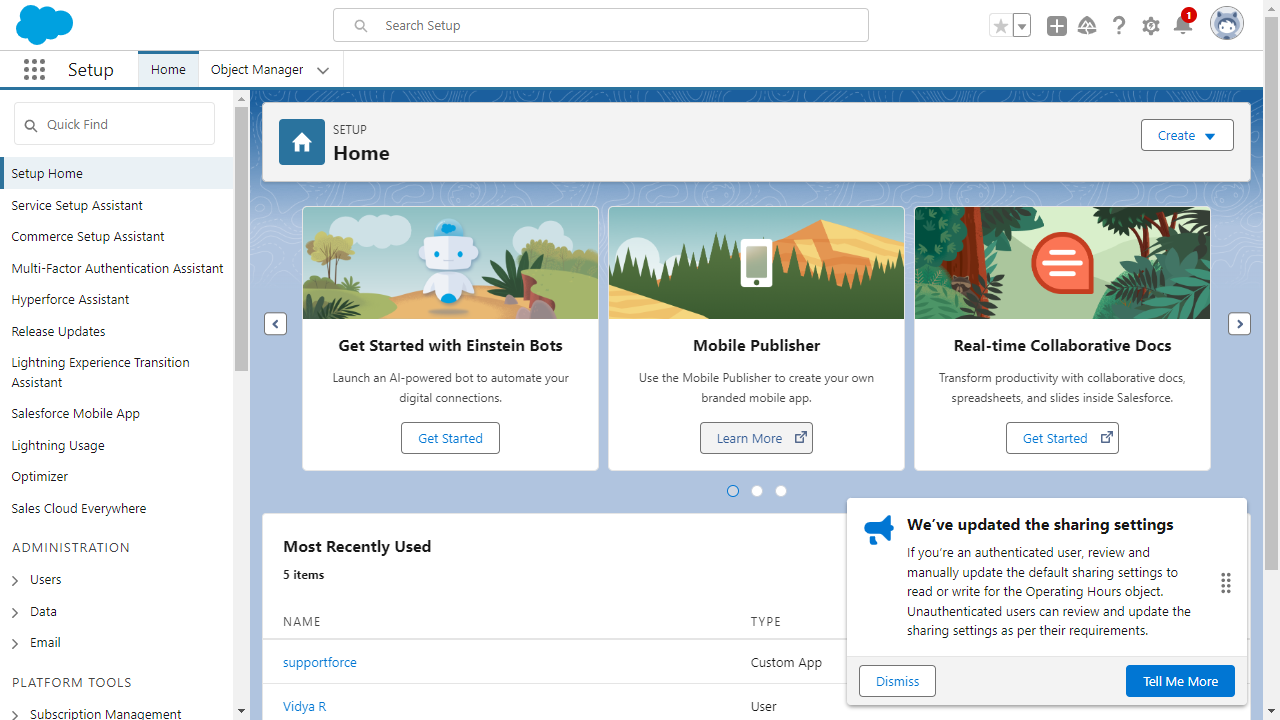 Search Setup
1
Setup
Home
Object Manager
Quick Find
Setup Home
Service Setup Assistant
Commerce Setup Assistant
Multi-Factor Authentication Assistant
Hyperforce Assistant
Release Updates
Lightning Experience Transition
Assistant
Salesforce Mobile App
Lightning Usage
Optimizer
Sales Cloud Everywhere
ADMINISTRATION
Users
Data
Email
PLATFORM TOOLS
Subscription Management
SETUP
Home
Create
Get Started with Einstein Bots
Launch an AI-powered bot to automate your
digital connections.
Get Started
Mobile Publisher
Use the Mobile Publisher to create your own
branded mobile app.
Learn More
Real-time Collaborative Docs
Transform productivity with collaborative docs,
spreadsheets, and slides inside Salesforce.
Get Started
Most Recently Used
5 items
NAME
TYPE
supportforce
Custom App
Vidya R
User
We've updated the sharing settings
If you're an authenticated user, review and
manually update the default sharing settings to
read or write for the Operating Hours object.
Unauthenticated users can review and update the
sharing settings as per their requirements.
Dismiss
Tell Me More